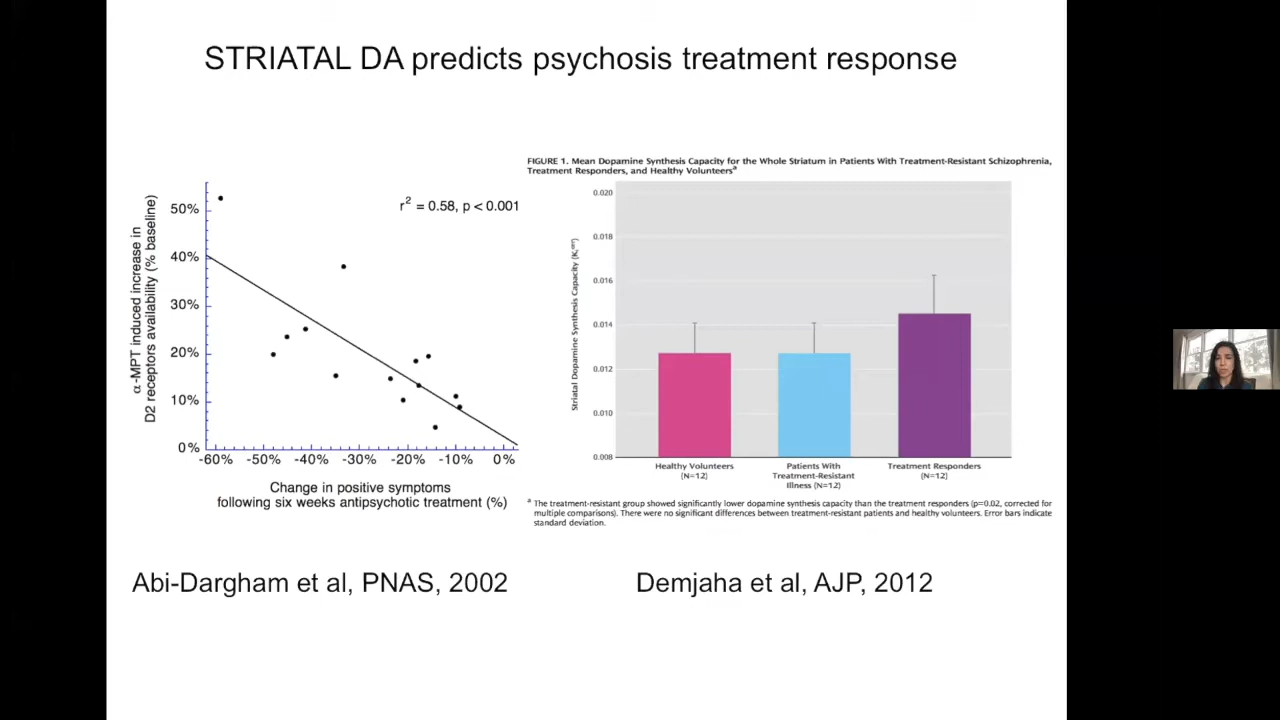 STRIATAL DA predicts psychosis treatment response
α-MPT induced increase in
D2 receptors availability (% baseline)
50%
40%
30%
20%
10%
0%
r² = 0.58, p < 0.001
-60% -50% -40% -30% -20% -10% 0%
Change in positive symptoms
following six weeks antipsychotic treatment (%)
FIGURE 1. Mean Dopamine Synthesis Capacity for the Whole Striatum in Patients With Treatment-Resistant Schizophrenia,
Treatment Responders, and Healthy Volunteersª
Striatal Dopamine Synthesis Capacity
0.020
0.018
0.016
0.014
0.012
0.010
0.008
Healthy Volunteers
(N=12)
Patients With
Treatment-Resistant
Illness (N=12)
Treatment Responders
(N=12)
ª The treatment-resistant group showed significantly lower dopamine synthesis capacity than the treatment responders (p=0.02, corrected for
multiple comparisons). There were no significant differences between treatment-resistant patients and healthy volunteers. Error bars indicate
standard deviation.
Abi-Dargham et al, PNAS, 2002
Demjaha et al, AJP, 2012